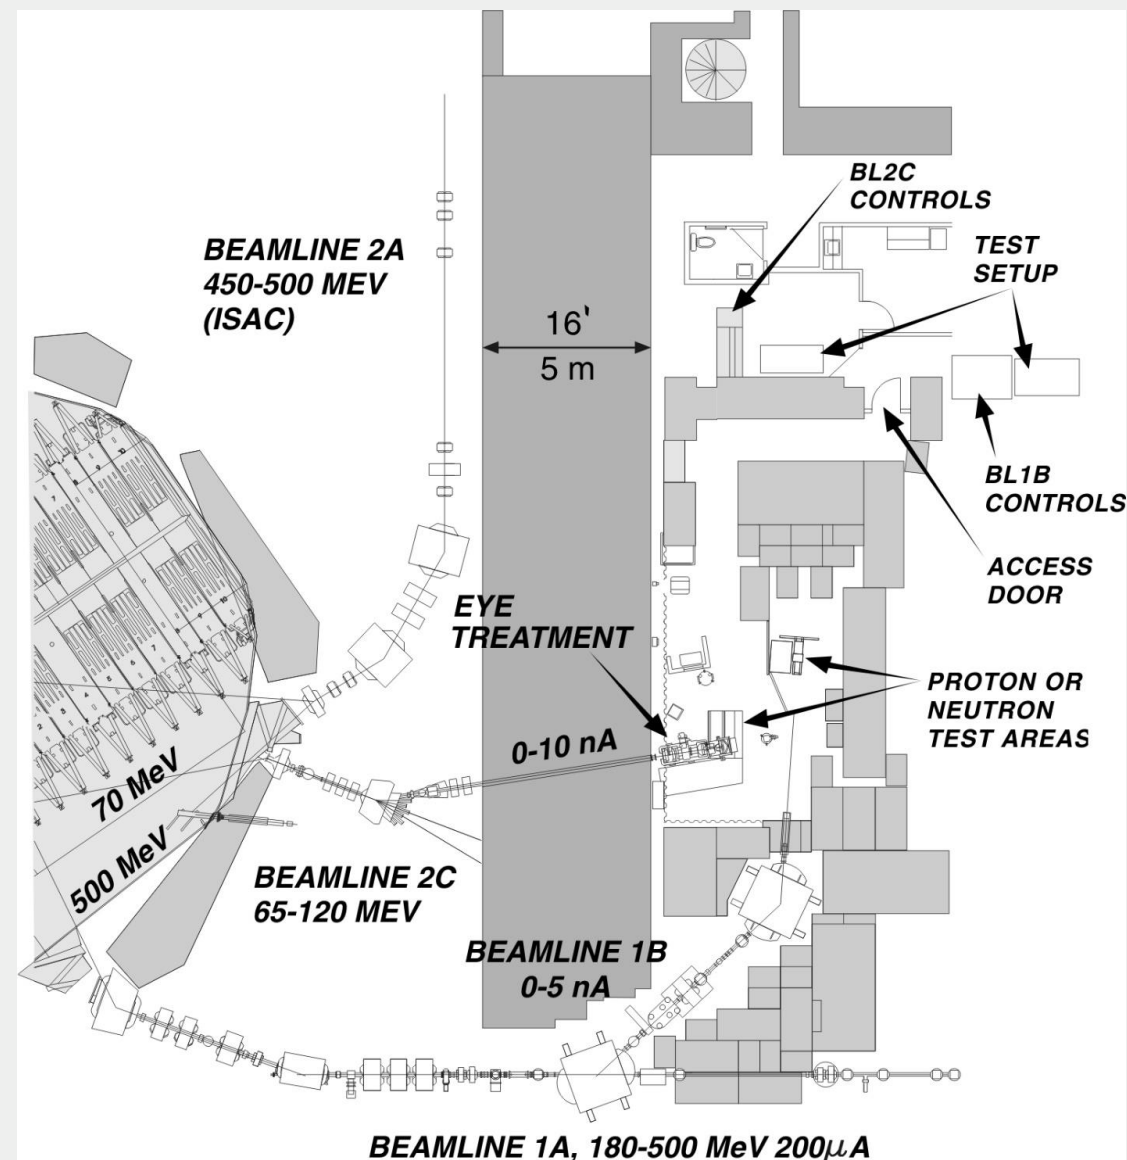 BL2C
CONTROLS
BEAMLINE 2A
450-500 MEV
(ISAC)
TEST
SETUP
16'
5 m
BL1B
CONTROLS
ACCESS
DOOR
EYE
TREATMENT
PROTON OR
NEUTRON
TEST AREAS
0-10 nA
70 MeV
500 MeV
BEAMLINE 2C
65-120 MEV
BEAMLINE 1B
0-5 nA
BEAMLINE 1A, 180-500 MeV 200μA